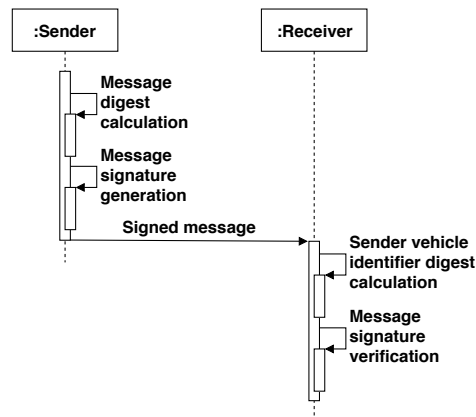 :Sender
:Receiver
Message
digest
calculation
Message
signature
generation
Signed message
Sender vehicle
identifier digest
calculation
Message
signature
verification